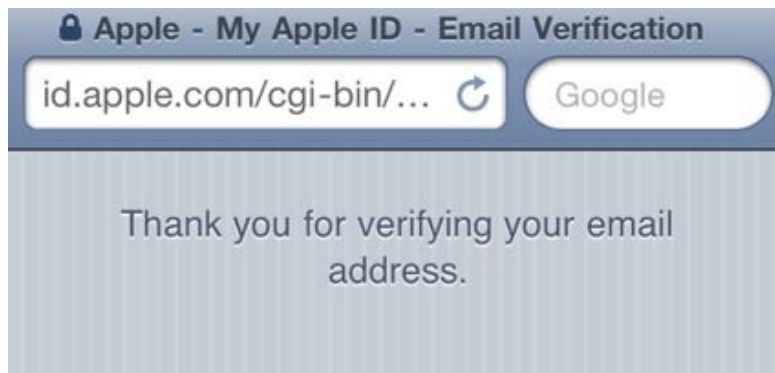 Apple - My Apple ID - Email Verification
id.apple.com/cgi-bin/... Google
Thank you for verifying your email
address.